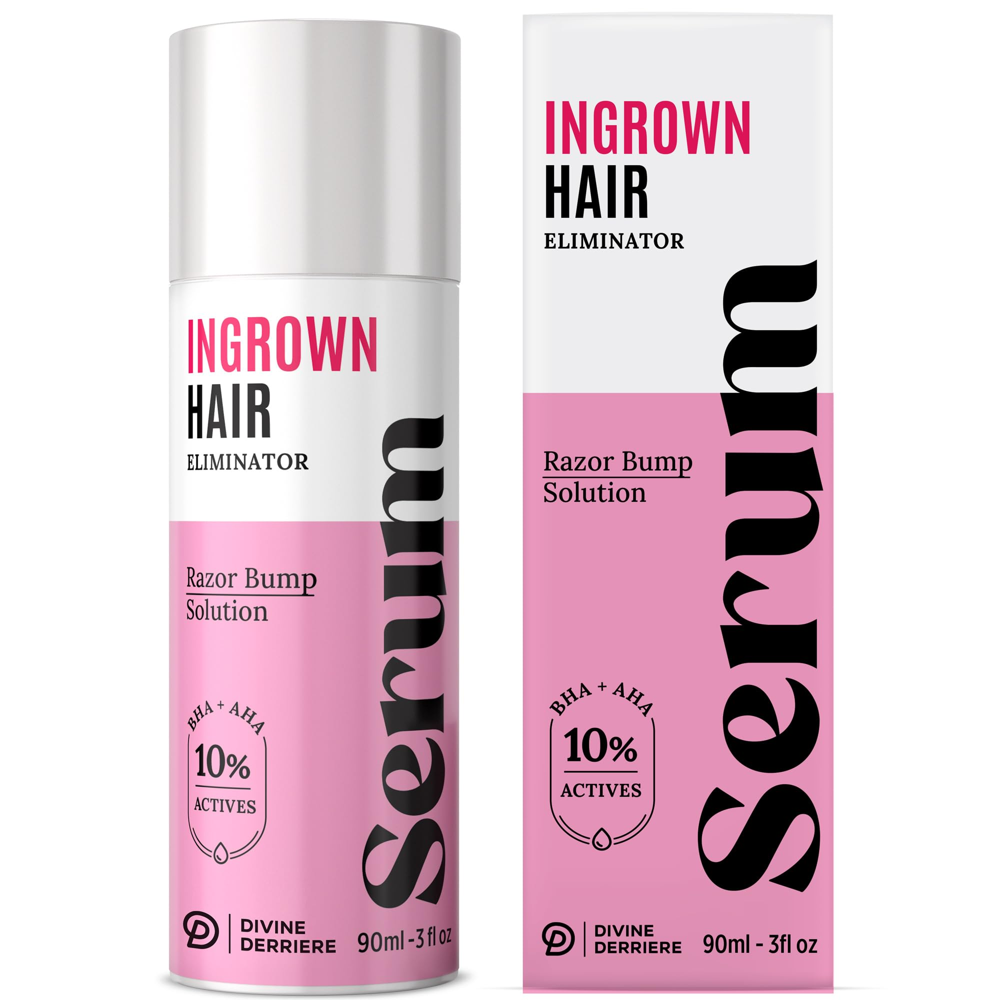 INGROWN
HAIR
ELIMINATOR
Serum
Razor Bump
Solution
BHA + AHA
10%
ACTIVES
DIVINE
DERRIERE
90ml -3 fl oz
INGROWN
HAIR
ELIMINATOR
Serum
Razor Bump
Solution
BHA + AHA
10%
ACTIVES
DIVINE
DERRIERE
90ml - 3fl oz